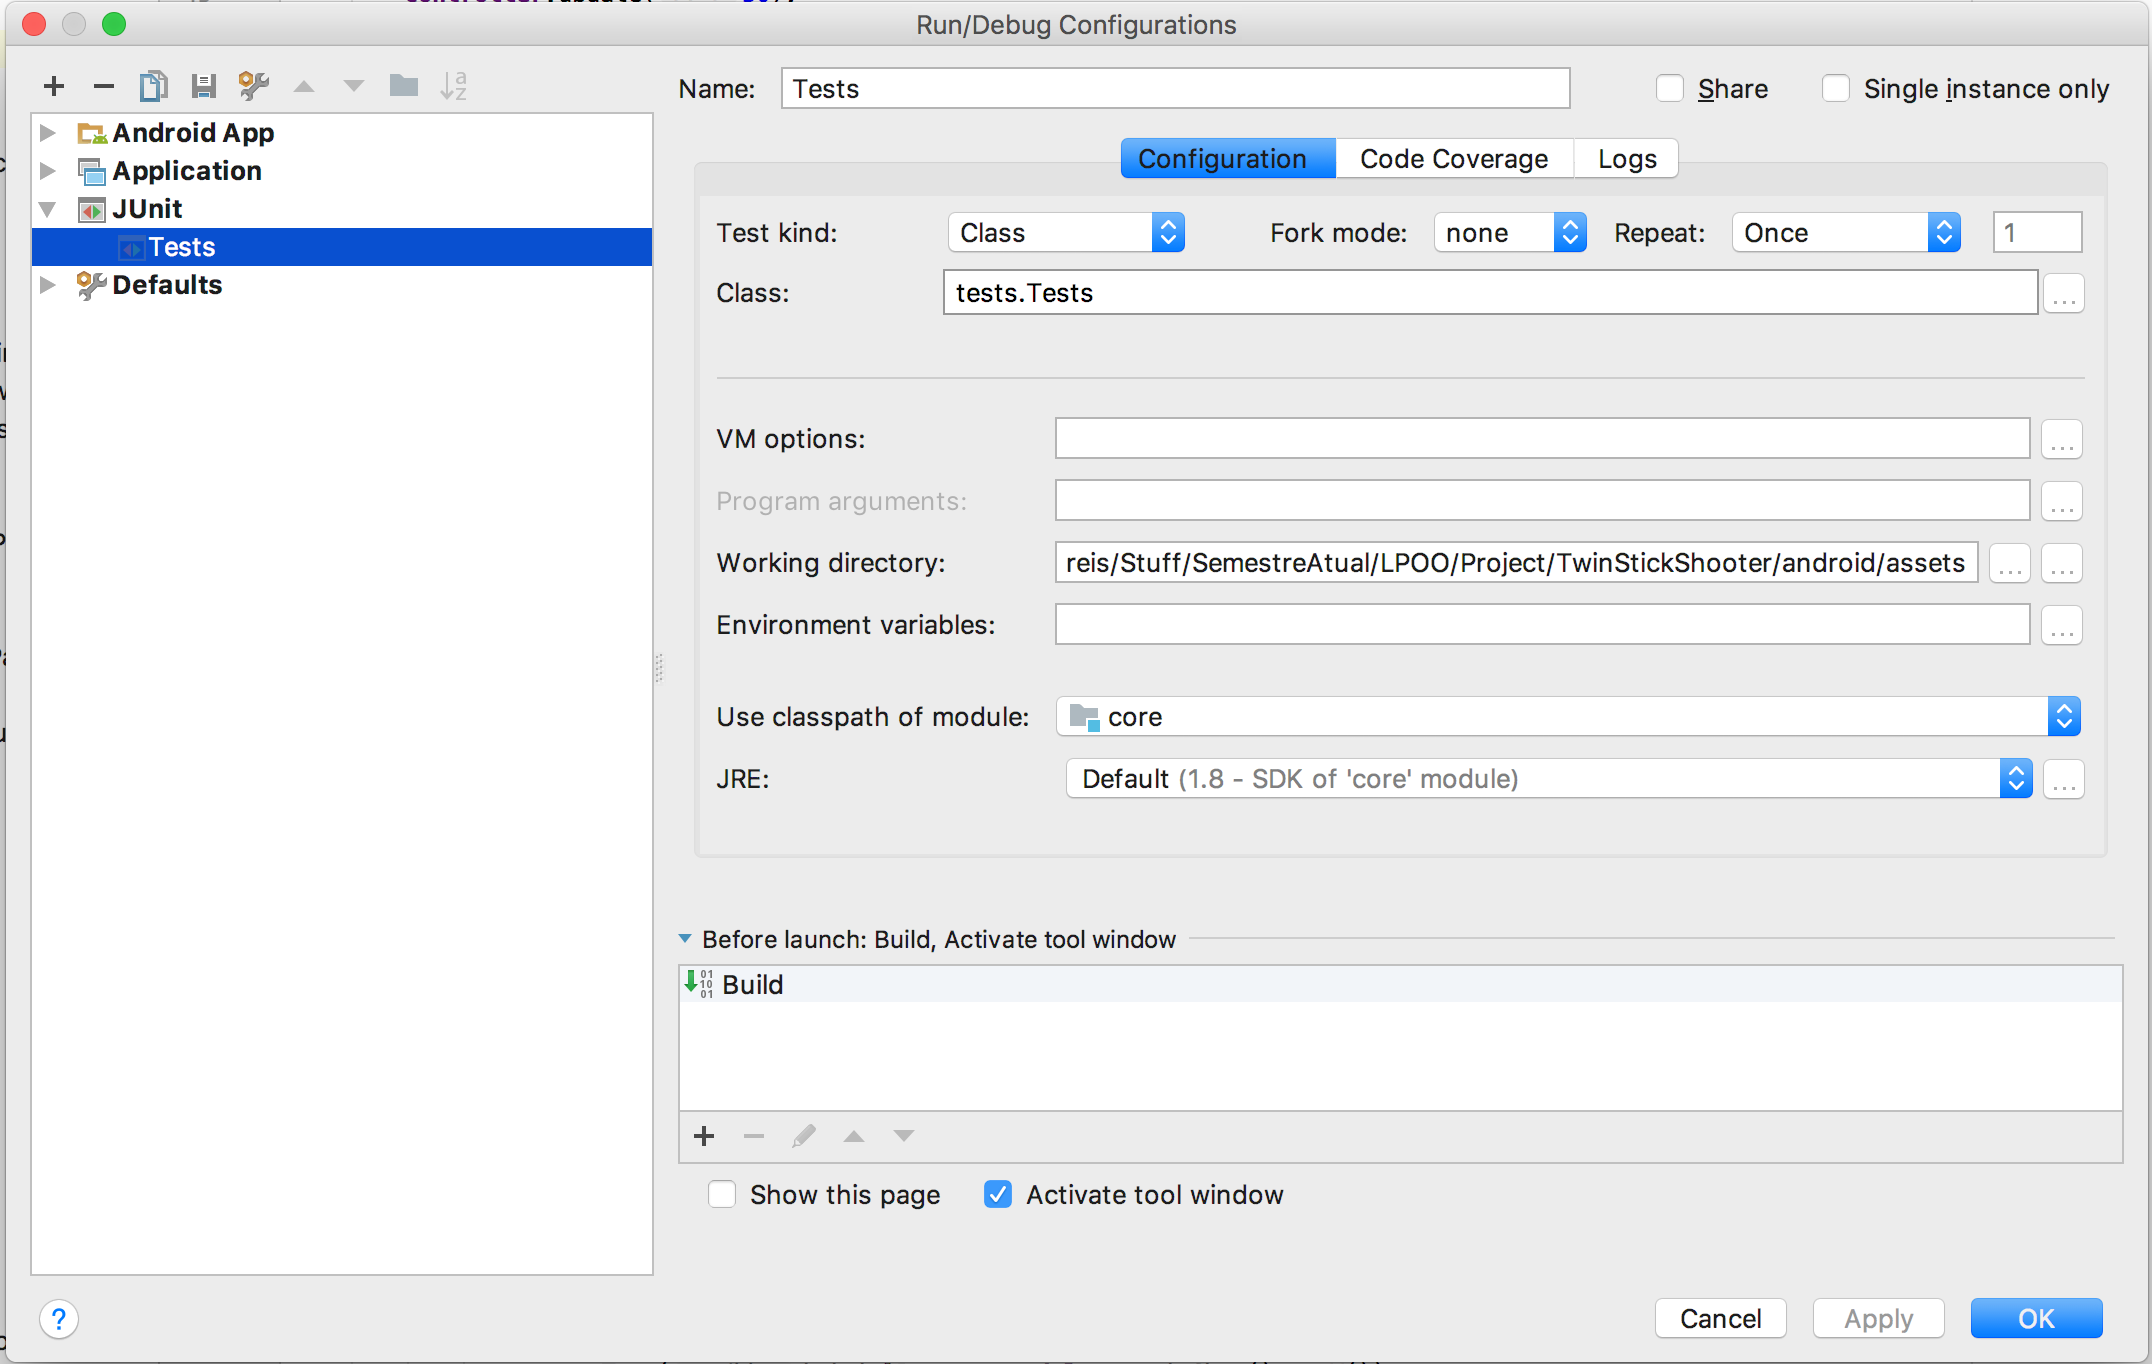 Run/Debug Configurations
Name: Tests Share Single instance only
Android App
Application
JUnit
Tests
Defaults
Configuration Code Coverage Logs
Test kind: Class Fork mode: none Repeat: Once 1
Class: tests.Tests ...
VM options: ...
Program arguments: ...
Working directory: reis/Stuff/SemestreAtual/LPOO/Project/TwinStickShooter/android/assets ... ...
Environment variables: ...
Use classpath of module: core
JRE: Default (1.8 - SDK of 'core' module) ...
Before launch: Build, Activate tool window
Build
Show this page Activate tool window
? Cancel Apply OK